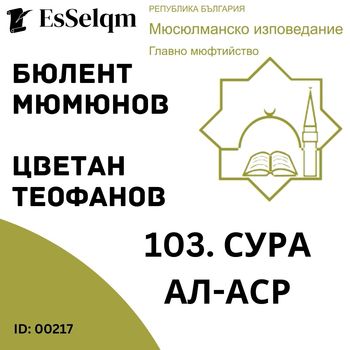 EsSelqm
РЕПУБЛИКА БЪЛГАРИЯ
Мюсюлманско изповедание
Главно мюфтийство
БЮЛЕНТ
МЮМЮНОВ
ЦВЕТАН
ТЕОФАНОВ
103. СУРА
АЛ-АСР
ID: 00217